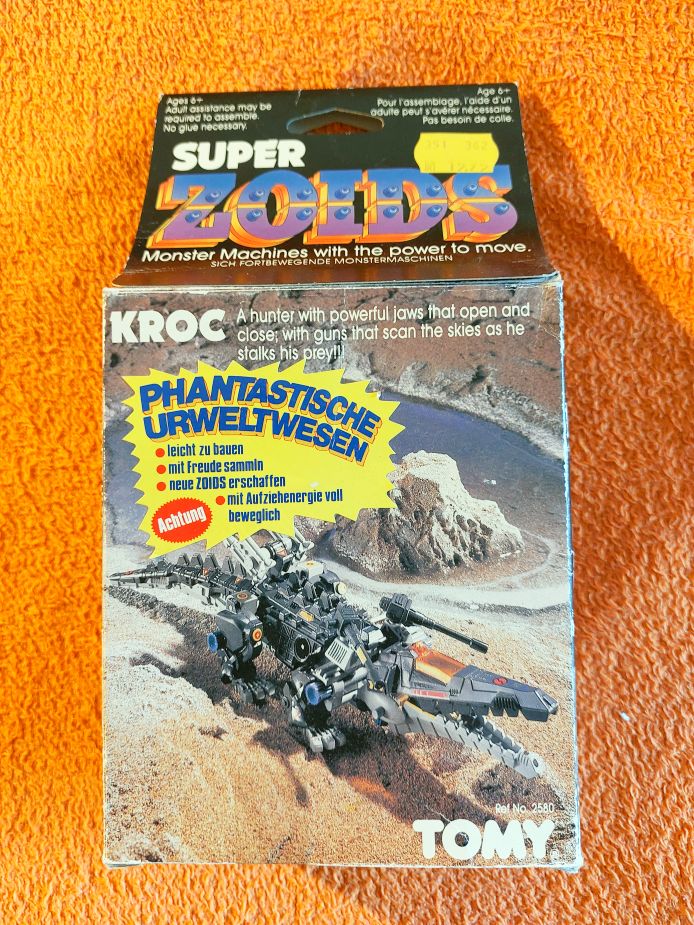 Ages 6+
Adult assistance may be
required to assemble.
No glue necessary.
Age 6+
Pour l'assemblage, l'aide d'un
adulte peut s'avérer nécessaire.
Pas besoin de colle.
SUPER
ZOIDS
Monster Machines with the power to move.
SICH FORTBEWEGENDE MONSTERMASCHINEN
KROC
A hunter with powerful jaws that open and
close; with guns that scan the skies as he
stalks his prey!!!
PHANTASTISCHE
URWELTWESEN
leicht zu bauen
mit Freude sammln
neue ZOIDS erschaffen
mit Aufziehenergie voll
beweglich
Achtung
Ref No. 2580
TOMY